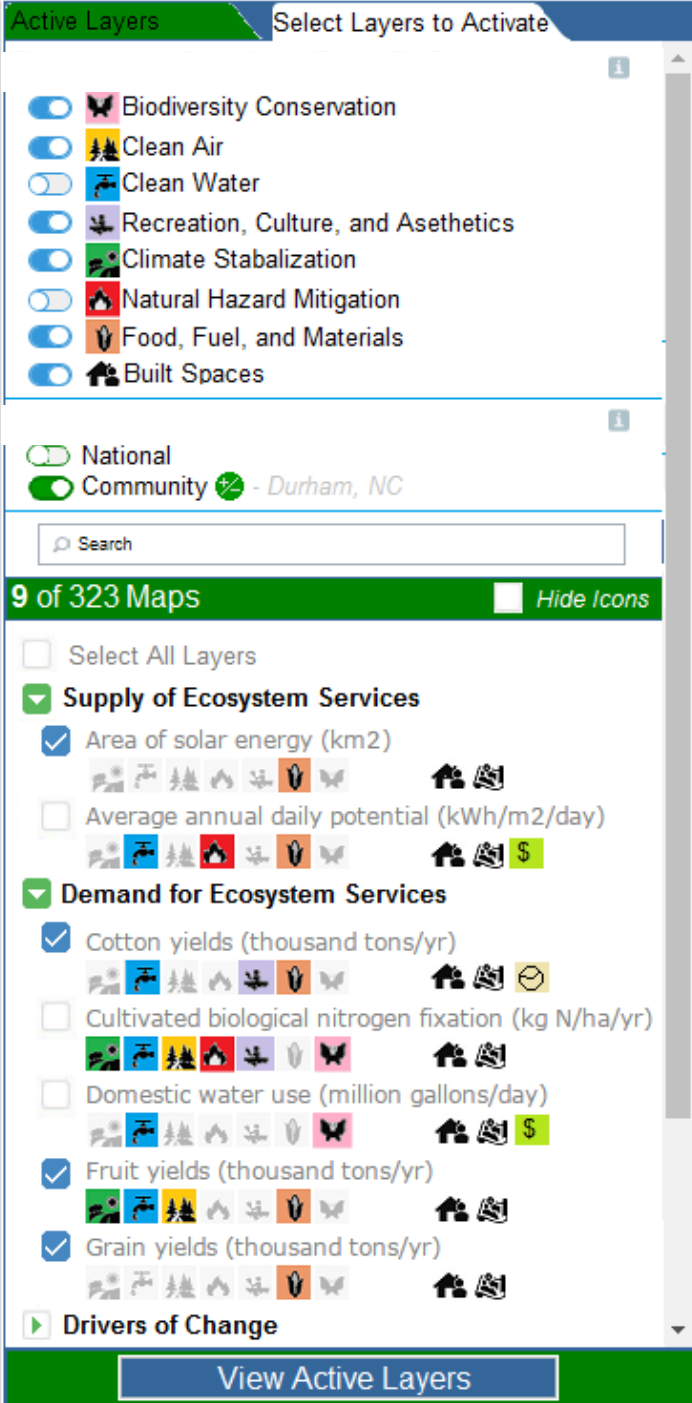 Active Layers
Select Layers to Activate
i
Biodiversity Conservation
Clean Air
Clean Water
Recreation, Culture, and Asethetics
Climate Stabalization
Natural Hazard Mitigation
Food, Fuel, and Materials
Built Spaces
i
National
Community +/- - Durham, NC
Search
9 of 323 Maps
Hide Icons
Select All Layers
Supply of Ecosystem Services
Area of solar energy (km2)
Average annual daily potential (kWh/m2/day)
$
Demand for Ecosystem Services
Cotton yields (thousand tons/yr)
Cultivated biological nitrogen fixation (kg N/ha/yr)
Domestic water use (million gallons/day)
$
Fruit yields (thousand tons/yr)
Grain yields (thousand tons/yr)
Drivers of Change
View Active Layers